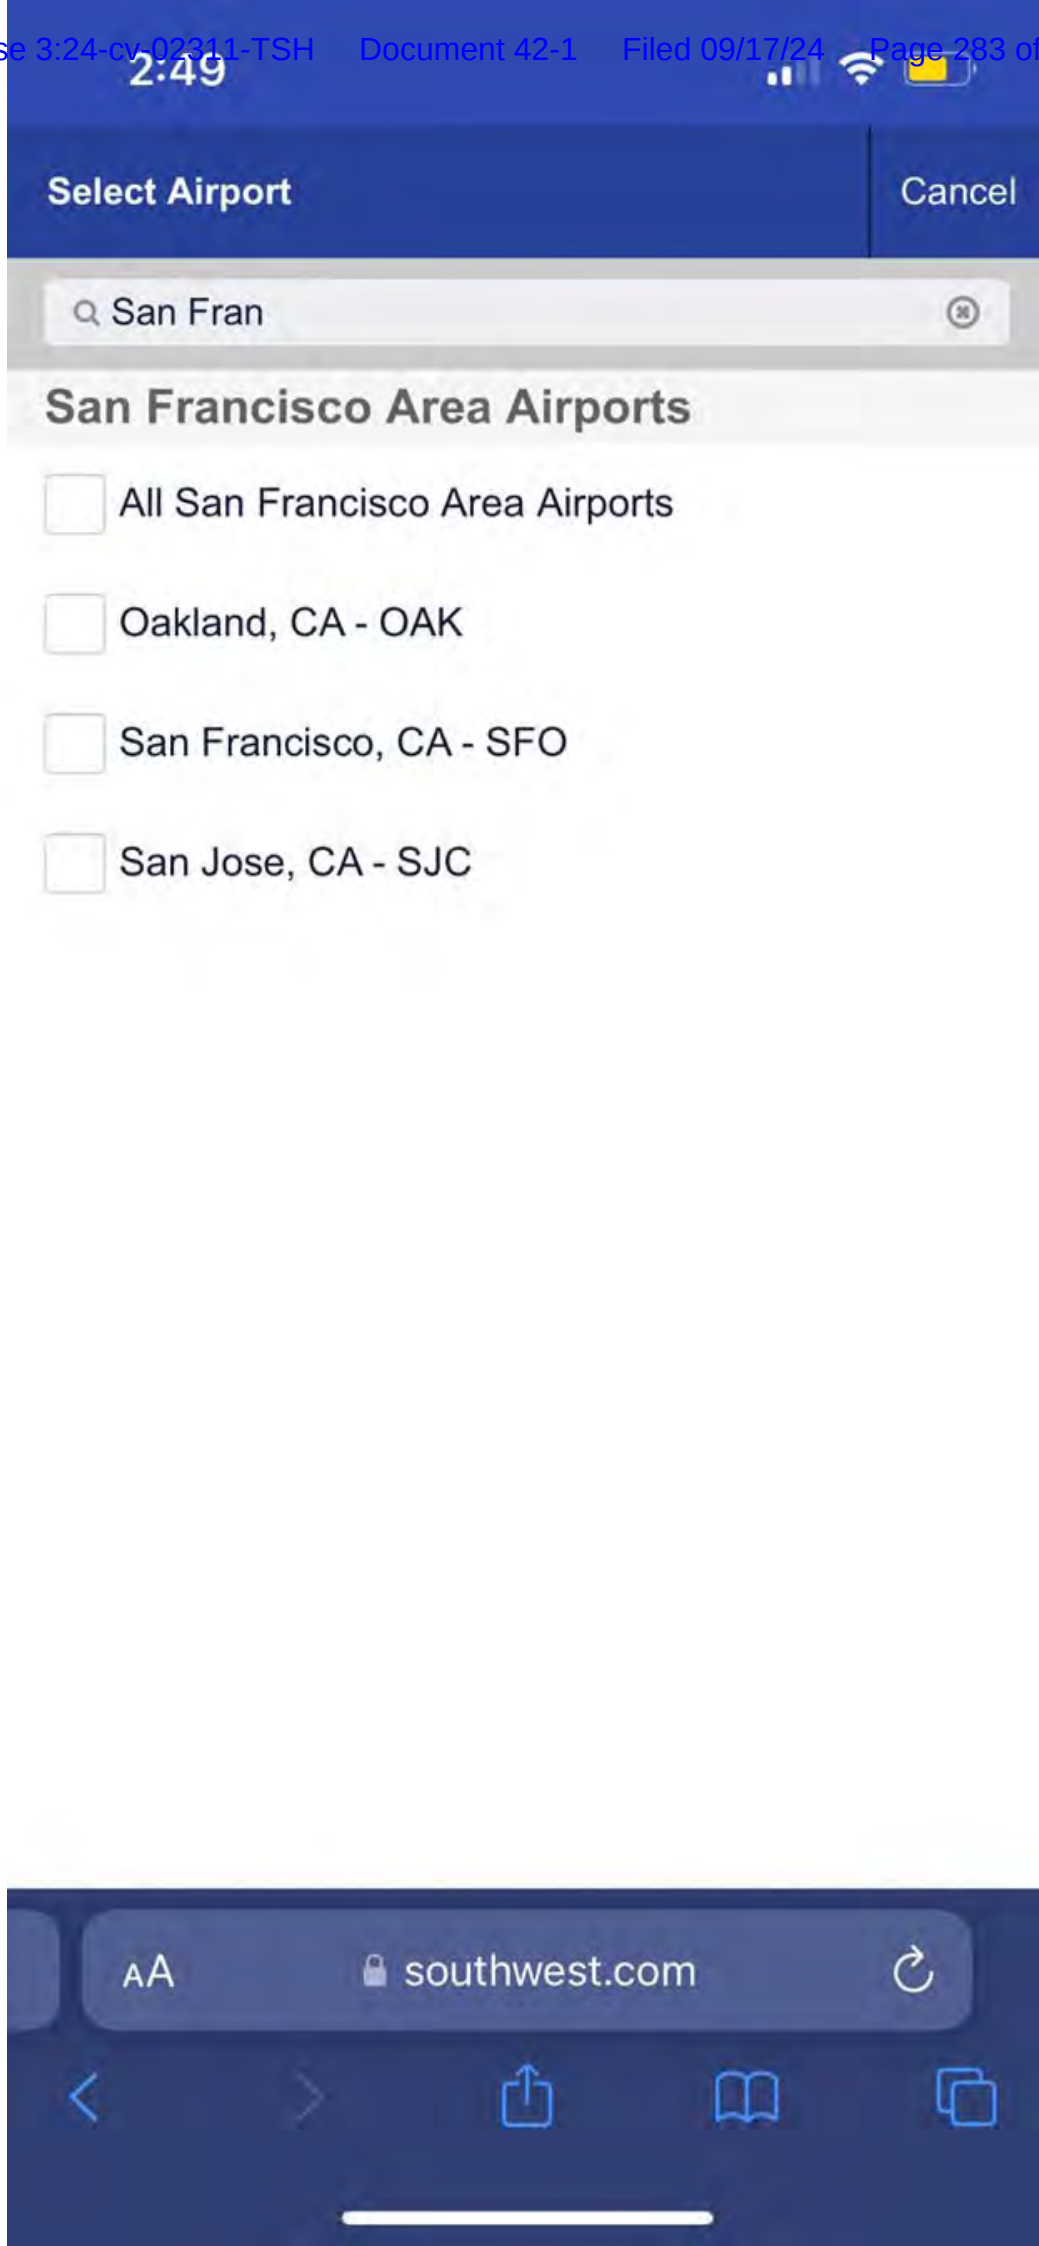 se 3:24-cv-02311-TSH Document 42-1 Filed 09/17/24 Page 283 of
2:49
Select Airport Cancel
San Fran
San Francisco Area Airports
All San Francisco Area Airports
Oakland, CA - OAK
San Francisco, CA - SFO
San Jose, CA - SJC
AA southwest.com